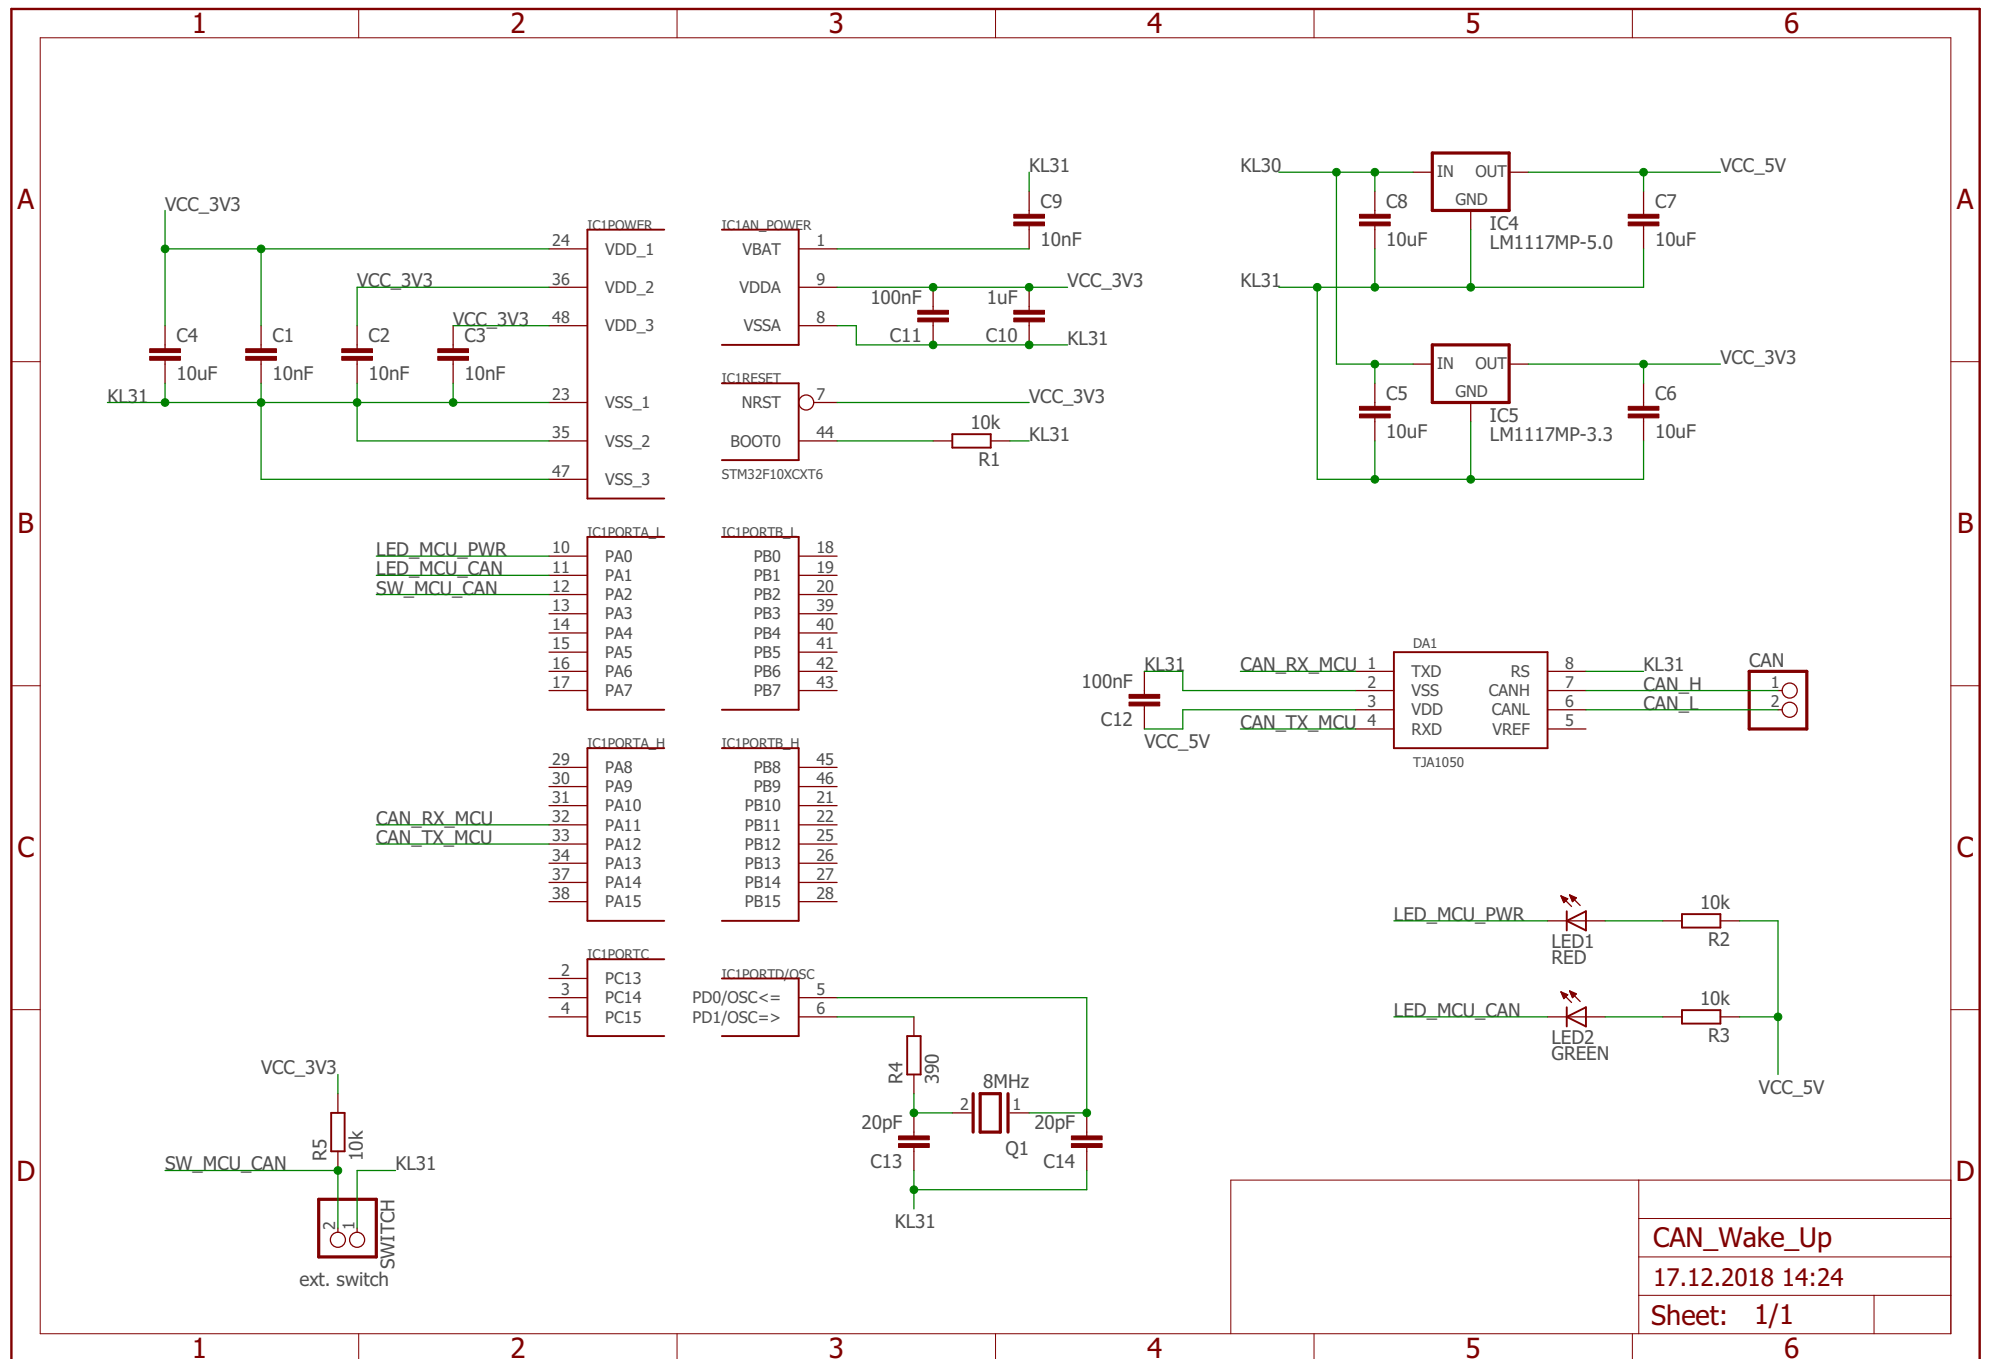 1 2 3 4 5 6
A A
B B
C C
D D
VCC_3V3
VCC_3V3
VCC_3V3
C4
10uF
C1
10nF
C2
10nF
C3
10nF
KL31
IC1POWER
24 VDD_1
36 VDD_2
48 VDD_3
23 VSS_1
35 VSS_2
47 VSS_3
IC1AN_POWER
VBAT 1
VDDA 9
VSSA 8
KL31
C9
10nF
VCC_3V3
100nF
C11
1uF
C10
KL31
IC1RESET
NRST 7
BOOT0 44
STM32F10XCXT6
VCC_3V3
10k
R1
KL31
KL30
C8
10uF
IN OUT
GND
IC4
LM1117MP-5.0
C7
10uF
VCC_5V
KL31
C5
10uF
IN OUT
GND
IC5
LM1117MP-3.3
C6
10uF
VCC_3V3
IC1PORTA_L
LED_MCU_PWR 10 PA0
LED_MCU_CAN 11 PA1
SW_MCU_CAN 12 PA2
13 PA3
14 PA4
15 PA5
16 PA6
17 PA7
IC1PORTB_L
PB0 18
PB1 19
PB2 20
PB3 39
PB4 40
PB5 41
PB6 42
PB7 43
IC1PORTA_H
29 PA8
30 PA9
31 PA10
CAN_RX_MCU 32 PA11
CAN_TX_MCU 33 PA12
34 PA13
37 PA14
38 PA15
IC1PORTB_H
PB8 45
PB9 46
PB10 21
PB11 22
PB12 25
PB13 26
PB14 27
PB15 28
IC1PORTC
2 PC13
3 PC14
4 PC15
IC1PORTD/OSC
PD0/OSC<= 5
PD1/OSC=> 6
R4
390
8MHz
2 1
Q1
20pF
C13
20pF
C14
KL31
KL31
100nF
C12
VCC_5V
DA1
CAN_RX_MCU 1 TXD RS 8 KL31
2 VSS CANH 7 CAN_H
3 VDD CANL 6 CAN_L
CAN_TX_MCU 4 RXD VREF 5
TJA1050
CAN
1
2
LED_MCU_PWR
LED1
RED
10k
R2
LED_MCU_CAN
LED2
GREEN
10k
R3
VCC_5V
VCC_3V3
R5
10k
SW_MCU_CAN
KL31
2 1
SWITCH
ext. switch
CAN_Wake_Up
17.12.2018 14:24
Sheet: 1/1
1 2 3 4 5 6